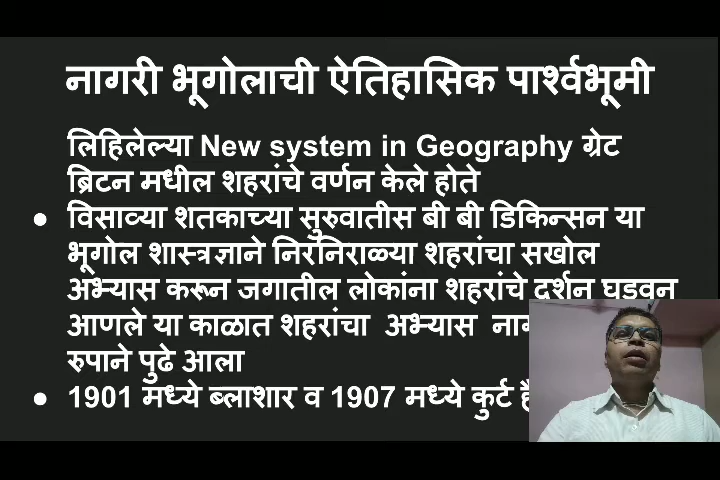 नागरी भूगोलाची ऐतिहासिक पार्श्वभूमी
लिहिलेल्या New system in Geography ग्रेट
ब्रिटन मधील शहरांचे वर्णन केले होते
● विसाव्या शतकाच्या सुरुवातीस बी बी डिकिन्सन या
भूगोल शास्त्रज्ञाने निरनिराळ्या शहरांचा सखोल
अभ्यास करून जगातील लोकांना शहरांचे दर्शन घडवून
आणले या काळात शहरांचा अभ्यास
रुपाने पुढे आला
● 1901 मध्ये ब्लाशार व 1907 मध्ये कुर्ट